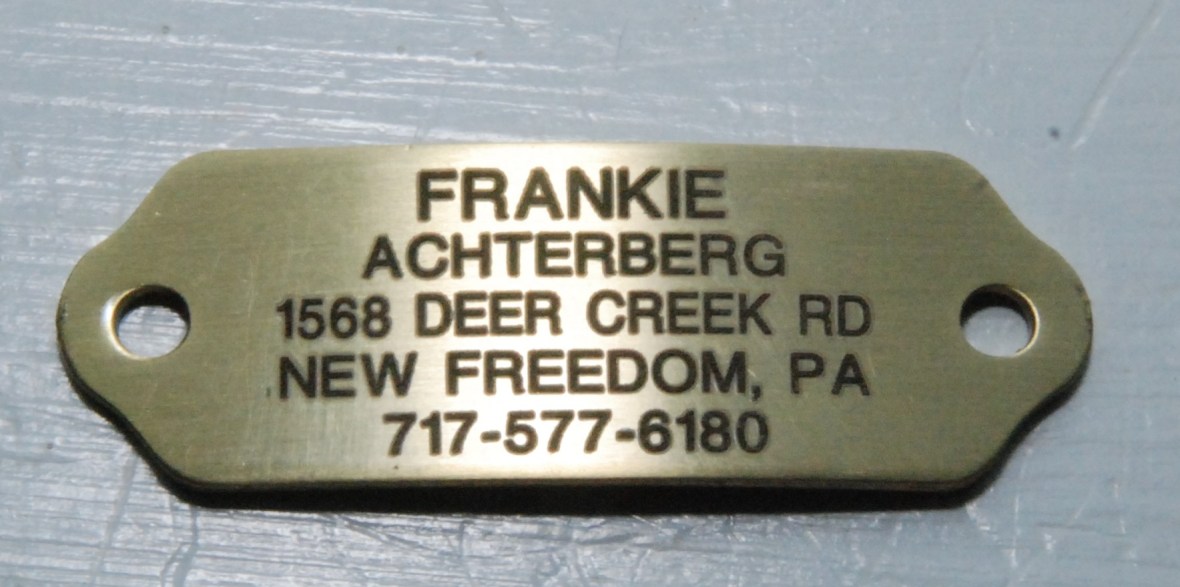 FRANKIE
ACHTERBERG
1568 DEER CREEK RD
NEW FREEDOM, PA
717-577-6180